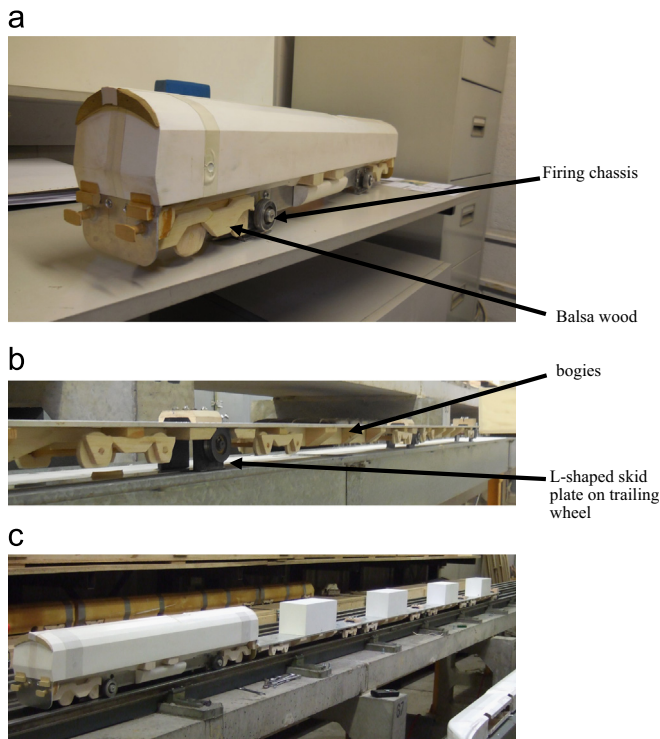 a
Firing chassis
Balsa wood
b
bogies
L-shaped skid
plate on trailing
wheel
c